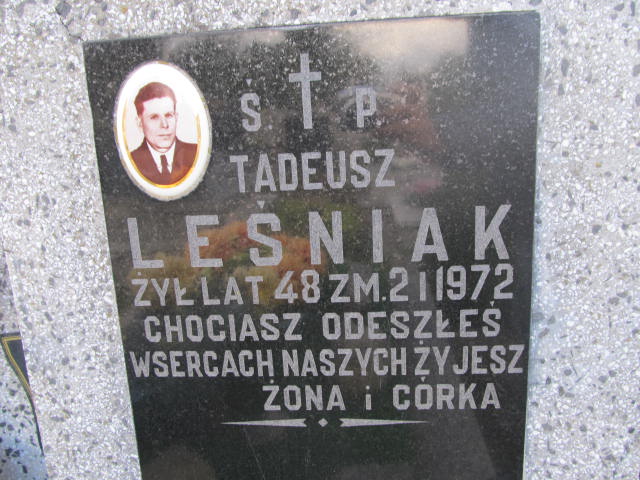 Ś. P
TADEUSZ
LEŚNIAK
ŻYŁ LAT 48 ZM. 2 I 1972
CHOCIASZ ODESZŁEŚ
WSERCACH NASZYCH ŻYJESZ
ŻONA i CÓRKA